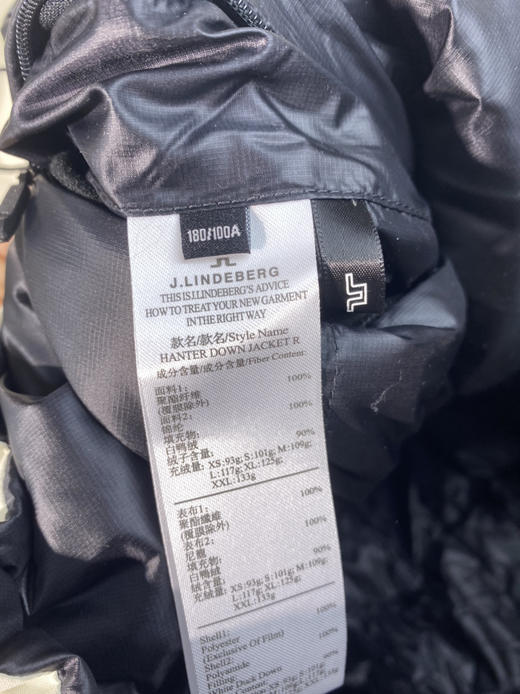 180/100A
J.LINDEBERG
THIS IS J.LINDEBERG'S ADVICE
HOW TO TREAT YOUR NEW GARMENT
IN THE RIGHT WAY
款名/款名/Style Name
HANTER DOWN JACKET R
成分含量/成分含量/Fiber Content:
面料1:
聚酯纤维 100%
(覆膜除外)
面料2:
锦纶 100%
填充物:
白鸭绒
绒子含量: 90%
充绒量: XS:93g; S:101g; M:109g;
L:117g; XL:125g;
XXL:133g
表布1:
聚酯纖維 100%
(覆膜除外)
表布2:
尼龍 100%
填充物:
白鴨絨
絨含量: 90%
充絨量: XS:93g; S:101g; M:109g;
L:117g; XL:125g;
XXL:133g
Shell1:
Polyester 100%
(Exclusive Of Film)
Shell2:
Polyamide 100%
Filling
White Duck Down
90%
XS:93g; S:101g